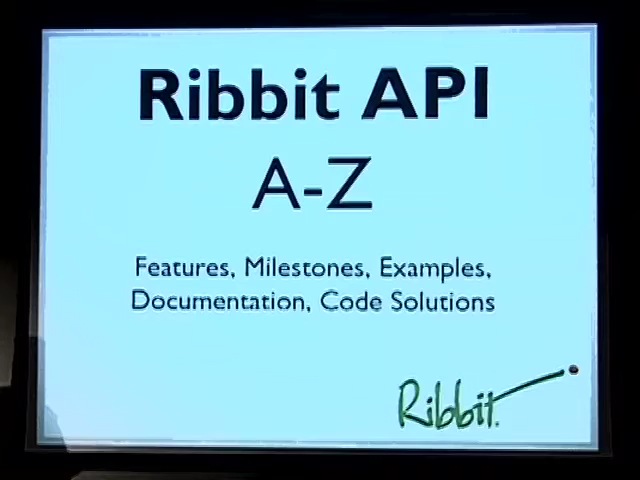 Ribbit API
A-Z
Features, Milestones, Examples,
Documentation, Code Solutions
Ribbit.